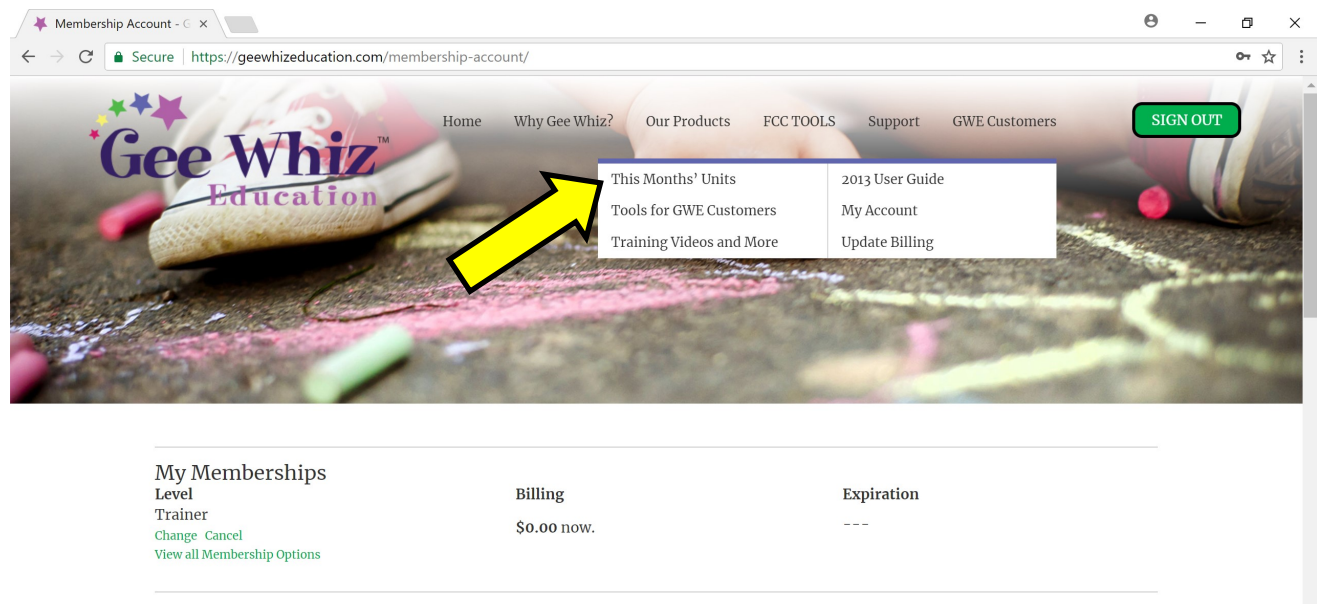 Membership Account - G
Secure https://geewhizeducation.com/membership-account/
Gee Whiz™
Education
Home Why Gee Whiz? Our Products FCC TOOLS Support GWE Customers SIGN OUT
This Months' Units 2013 User Guide
Tools for GWE Customers My Account
Training Videos and More Update Billing
My Memberships
Level Billing Expiration
Trainer $0.00 now. ---
Change Cancel
View all Membership Options